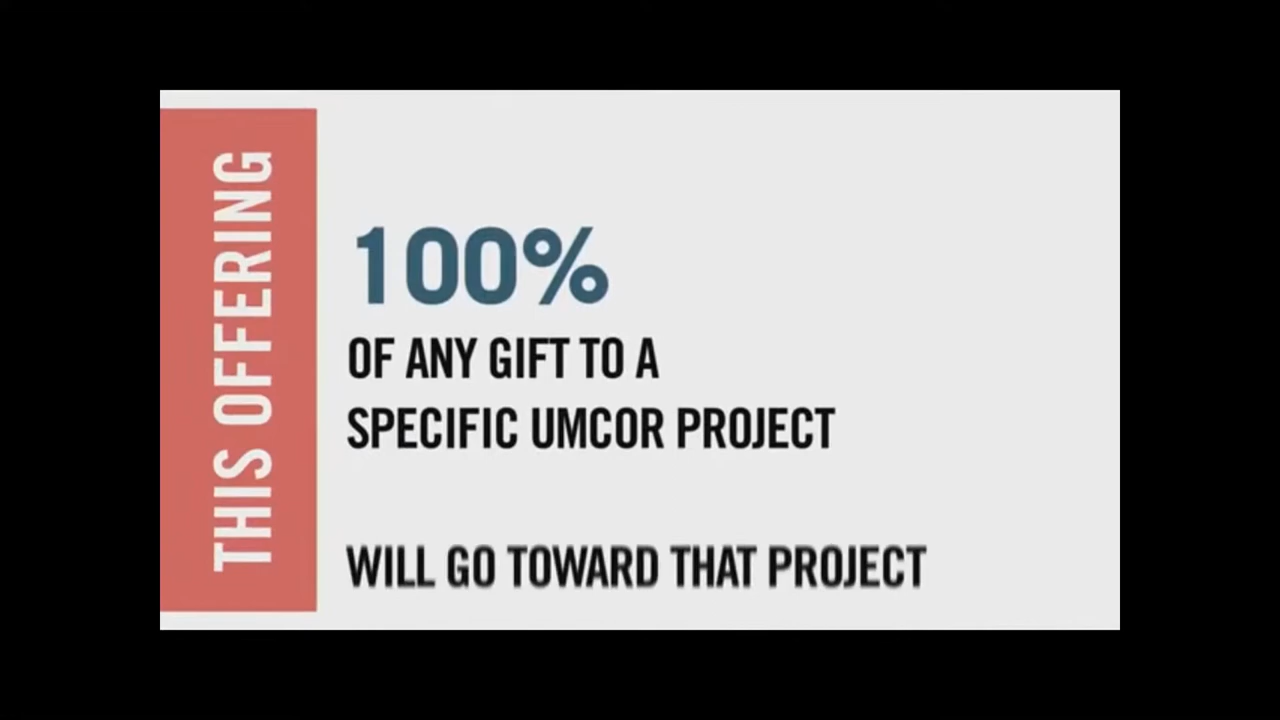 THIS OFFERING
100%
OF ANY GIFT TO A
SPECIFIC UMCOR PROJECT
WILL GO TOWARD THAT PROJECT